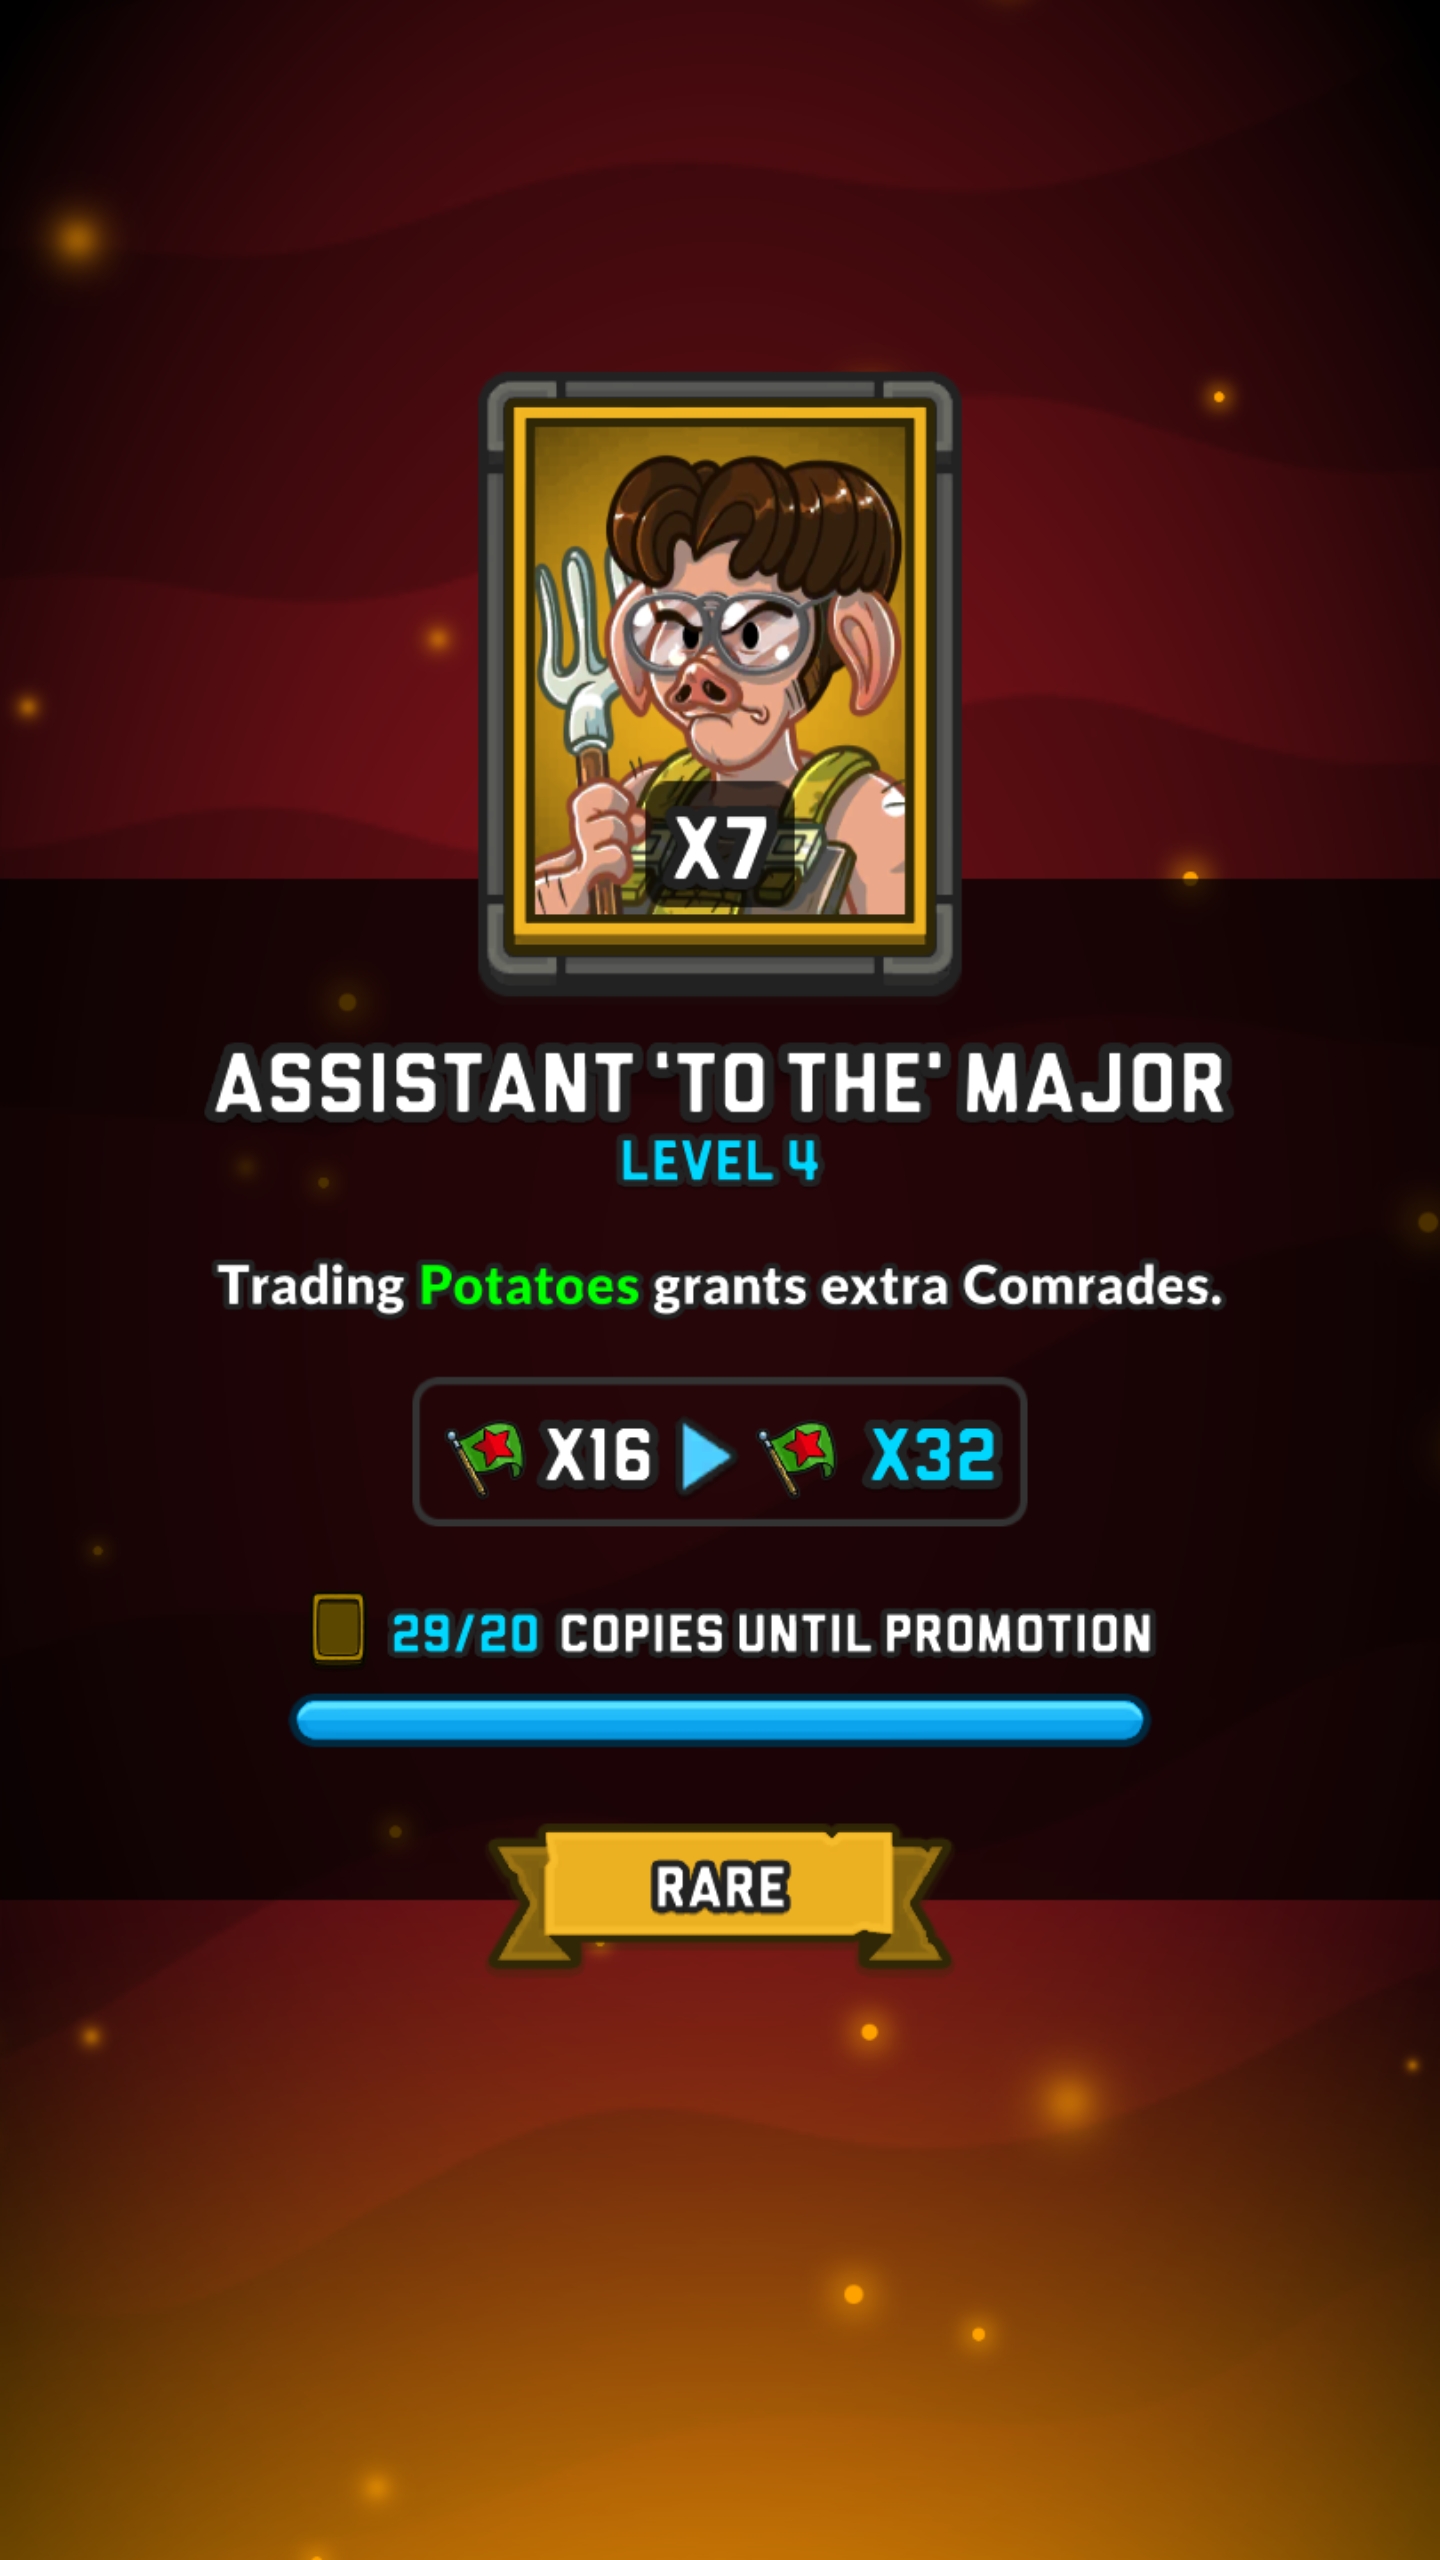 X7
ASSISTANT 'TO THE' MAJOR
LEVEL 4
Trading Potatoes grants extra Comrades.
X16 X32
29/20 COPIES UNTIL PROMOTION
RARE